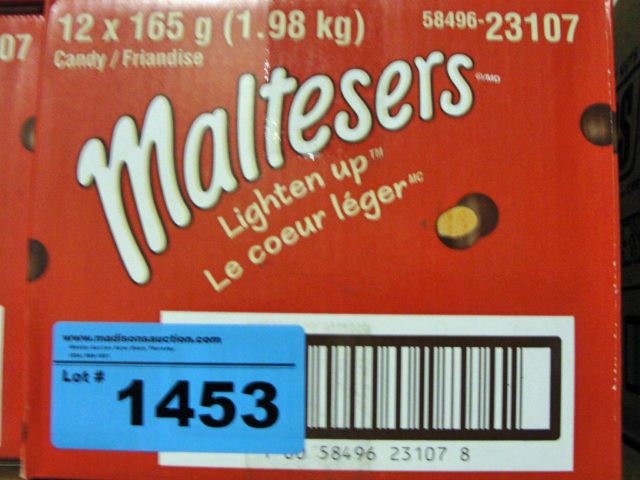 12 x 165 g (1.98 kg)
58496-23107
Candy / Friandise
07
Maltesers
Lighten up™
Le coeur léger MC
www.madisonsauction.com
Lot # 1453
58496 23107 8